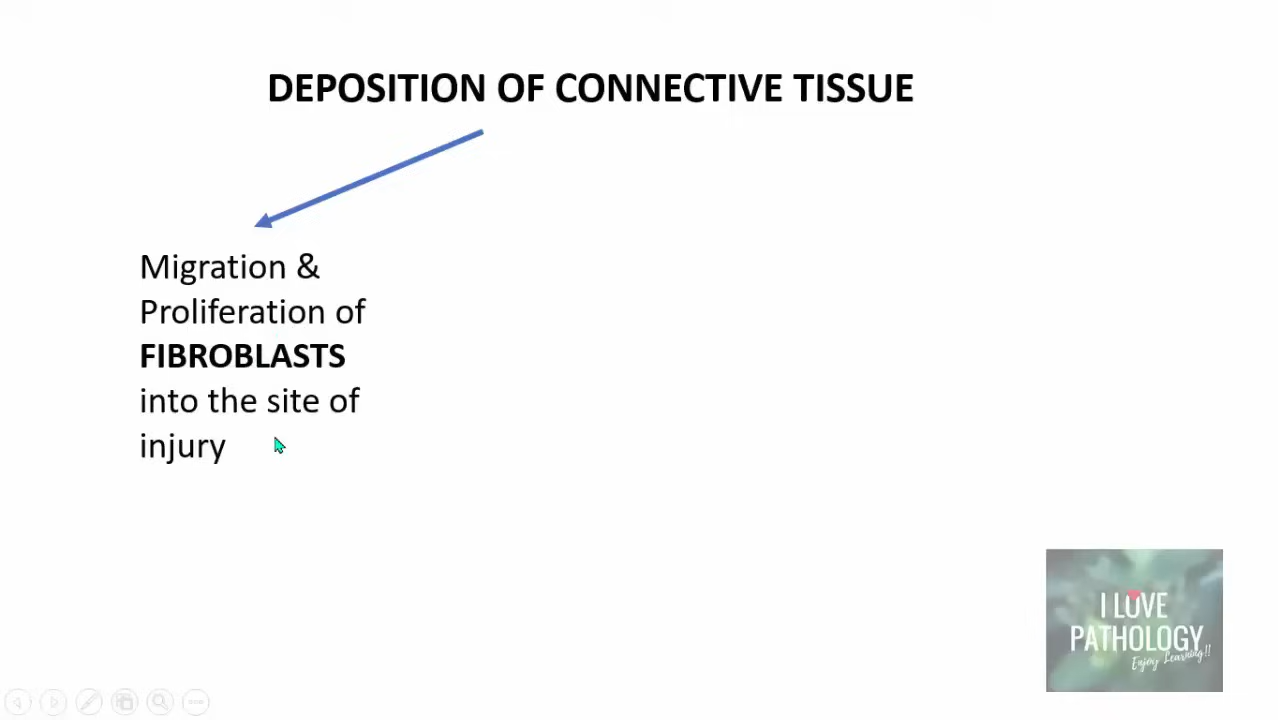 DEPOSITION OF CONNECTIVE TISSUE
Migration &
Proliferation of
FIBROBLASTS
into the site of
injury
I LOVE
PATHOLOGY
Enjoy Learning!!